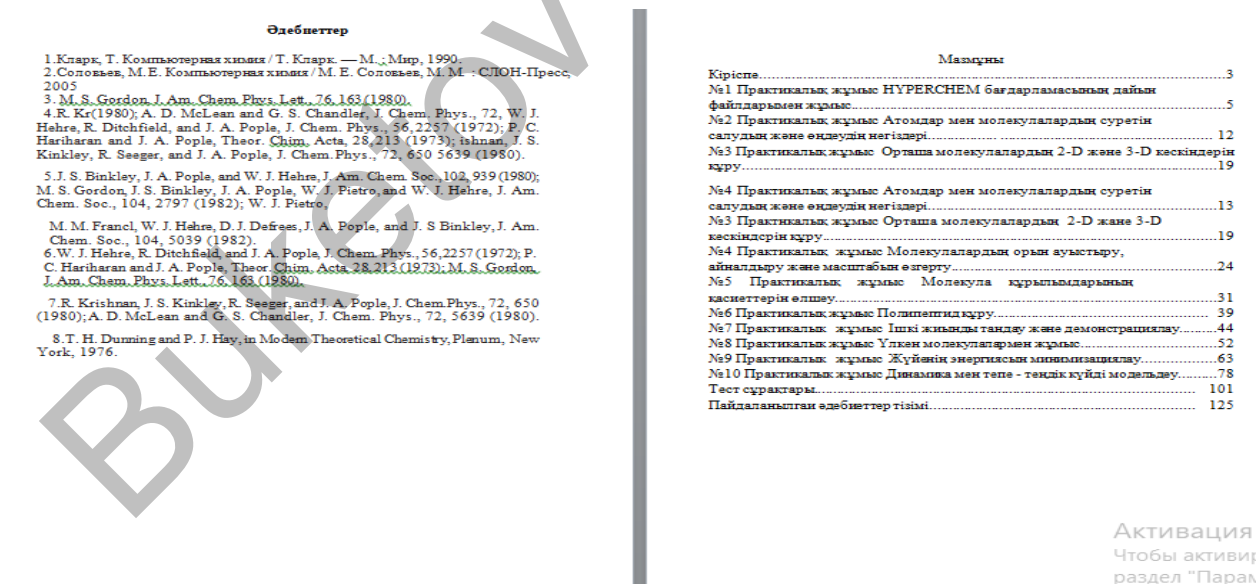 Әдебиеттер
1.Кларк, Т. Компьютерная химия / Т. Кларк. — М. : Мир, 1990.
2.Соловьев, М. Е. Компьютерная химия / М. Е. Соловьев, М. М. : СЛОН-Пресс,
2005
3. M. S. Gordon, J. Am. Chem. Phys. Lett., 76, 163 (1980).
4.R. Kr(1980); A. D. McLean and G. S. Chandler, J. Chem. Phys., 72, W. J.
Hehre, R. Ditchfield, and J. A. Pople, J. Chem. Phys., 56,2257 (1972); P. C.
Hariharan and J. A. Pople, Theor. Chim, Acta, 28,213 (1973); ishnan, J. S.
Kinkley, R. Seeger, and J. A. Pople, J. Chem.Phys., 72, 650 5639 (1980).
5.J. S. Binkley, J. A. Pople, and W. J. Hehre, J. Am. Chem. Soc., 102, 939 (1980);
M. S. Gordon, J. S. Binkley, J. A. Pople, W. J. Pietro,and W. J. Hehre, J. Am.
Chem. Soc., 104, 2797 (1982); W. J. Pietro,
M. M. Francl, W. J. Hehre, D. J. Defrees, J. A. Pople, and J. S Binkley, J. Am.
Chem. Soc., 104, 5039 (1982).
6.W. J. Hehre, R. Ditchfield, and J. A. Pople, J. Chem. Phys., 56,2257 (1972); P.
C. Hariharan and J. A. Pople, Theor. Chim, Acta, 28,213 (1973); M. S. Gordon,
J. Am. Chem. Phys. Lett., 76, 163 (1980).
7.R. Krishnan, J. S. Kinkley, R. Seeger, and J. A. Pople, J. Chem.Phys., 72, 650
(1980); A. D. McLean and G. S. Chandler, J. Chem. Phys., 72, 5639 (1980).
8.T. H. Dunning and P. J. Hay, in Modern Theoretical Chemistry, Plenum, New
York, 1976.
Buketov
Мазмұны
Кіріспе...3
№1 Практикалық жұмыс HYPERCHEM бағдарламасының дайын
файлдарымен жұмыс...5
№2 Практикалық жұмыс Атомдар мен молекулалардың суретін
салудың және өңдеудің негіздері... 12
№3 Практикалық жұмыс Орташа молекулалардың 2-D және 3-D кескіндерін
құру...19
№4 Практикалық жұмыс Атомдар мен молекулалардың суретін
салудың және өңдеудің негіздері...13
№3 Практикалық жұмыс Орташа молекулалардың 2-D жане 3-D
кескіндсрін құру...19
№4 Практикалық жұмыс Молекулалардың орын ауыстыру,
айналдыру және масштабын өзгерту...24
№5 Практикалық жұмыс Молекула құрылымдарының
қасиеттерін өлшеу...31
№6 Практикалық жұмыс Полипептид құру... 39
№7 Практикалық жұмыс Ішкі жиынды таңдау және демонстрациялау...44
№8 Практикалық жұмыс Үлкен молекулалармен жұмыс...52
№9 Практикалық жұмыс Жүйенің энергиясын минимизациялау...63
№10 Практикалық жұмыс Динамика мен тепе - теңдік күйді модельдеу...78
Тест сұрақтары... 101
Пайдаланылгаи әдебиеттер тізімі... 125
Активация
Чтобы активир
раздел "Парам